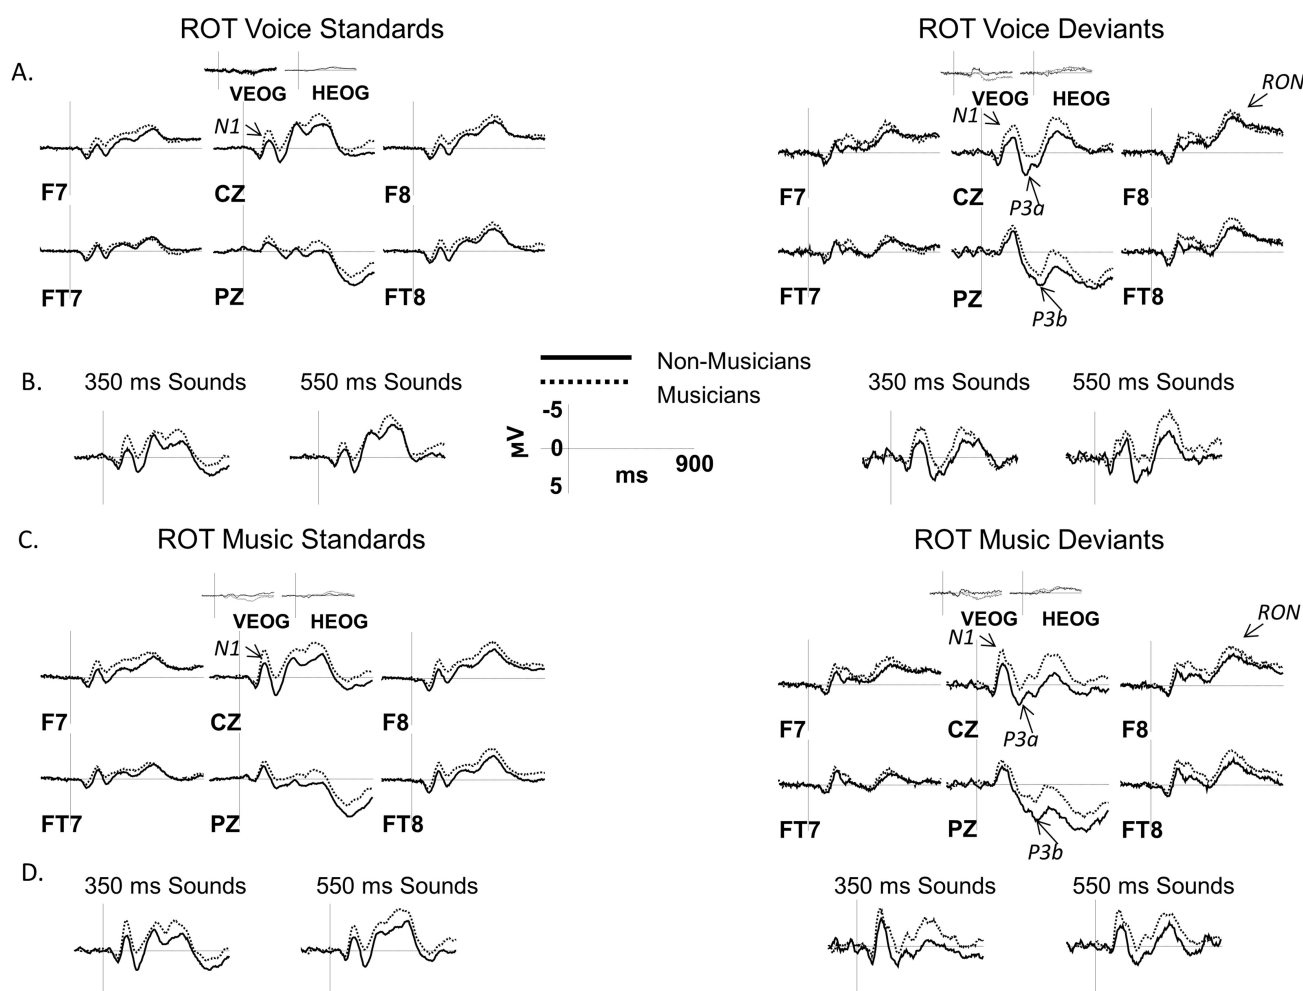 ROT Voice Standards
ROT Voice Deviants
A.
VEOG HEOG
VEOG HEOG
RON
N1
N1
F7 CZ F8
F7 CZ F8
P3a
FT7 PZ FT8
FT7 PZ FT8
P3b
B.
350 ms Sounds 550 ms Sounds
Non-Musicians
Musicians
350 ms Sounds 550 ms Sounds
-5
µV 0
900
ms
5
C.
ROT Music Standards
ROT Music Deviants
VEOG HEOG
VEOG HEOG
RON
N1
N1
F7 CZ F8
F7 CZ F8
P3a
FT7 PZ FT8
FT7 PZ FT8
P3b
D.
350 ms Sounds 550 ms Sounds
350 ms Sounds 550 ms Sounds